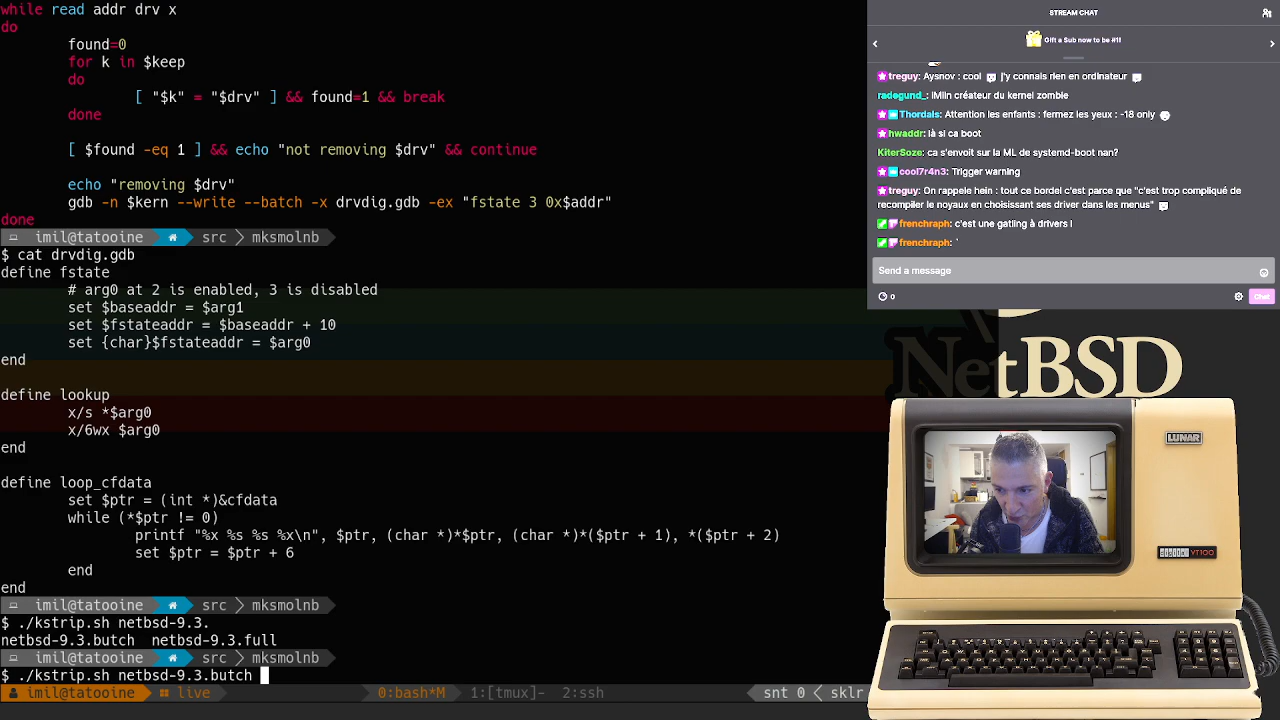 while read addr drv x
do
found=0
for k in $keep
do
[ "$k" = "$drv" ] && found=1 && break
done
[ $found -eq 1 ] && echo "not removing $drv" && continue
echo "removing $drv"
gdb -n $kern --write --batch -x drvdig.gdb -ex "fstate 3 0x$addr"
done
imil@tatooine src mksmolnb
$ cat drvdig.gdb
define fstate
# arg0 at 2 is enabled, 3 is disabled
set $baseaddr = $arg1
set $fstateaddr = $baseaddr + 10
set {char}$fstateaddr = $arg0
end
define lookup
x/s *$arg0
x/6wx $arg0
end
define loop_cfdata
set $ptr = (int *)&cfdata
while (*$ptr != 0)
printf "%x %s %s %x\n", $ptr, (char *)*$ptr, (char *)*($ptr + 1), *($ptr + 2)
set $ptr = $ptr + 6
end
end
imil@tatooine src mksmolnb
$ ./kstrip.sh netbsd-9.3.
netbsd-9.3.butch netbsd-9.3.full
imil@tatooine src mksmolnb
$ ./kstrip.sh netbsd-9.3.butch
imil@tatooine live 0:bash*M 1:[tmux]- 2:ssh snt 0 < sklr
STREAM CHAT
Gift a Sub now to be #1!
treguy: Aysnov : cool j'y connais rien en ordinateur
radegund_: iMiln créateur du kernel zombie
Thordals: Attention les enfants : fermez les yeux : -18 only
hwaddr: là si ca boot
KiterSoze: ca s'envoit sur la ML de systemd-boot nan?
cool7r4n3: Trigger warning
treguy: On rappele hein : tout ce bordel c'est parce que "c'est trop compliqué de
recompiler le noyaux en choisissant ses driver dans les menus"
frenchraph: c'est une gatling à drivers !
frenchraph: `
Send a message
0
Chat
NetBSD
LUNAR
digital VT100